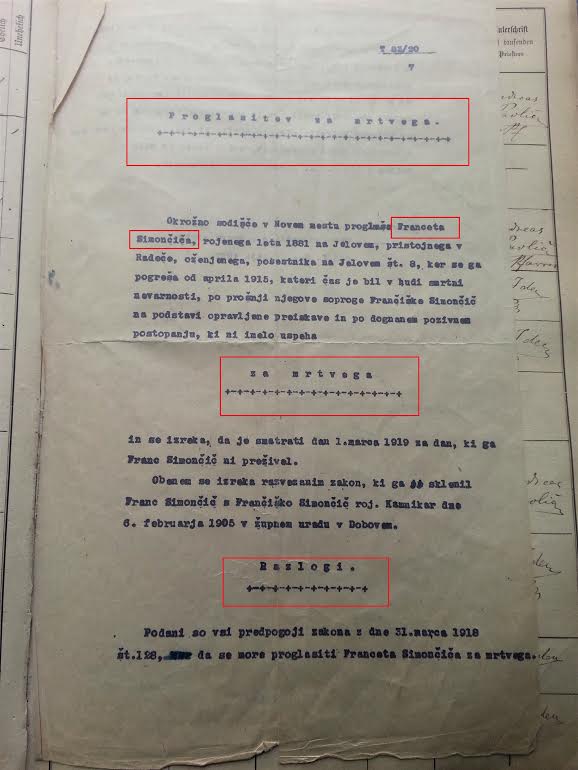 T 83/20
7
Proglasitev za mrtvega.
+-+-+-+-+-+-+-+-+-+-+-+-+-+-+-+-+-+
Okrožno sodišče v Novem mestu proglaša Franceta
Simončiča, rojenega leta 1881 na Jelovem, pristojnega v
Radeče, oženjenega, posestnika na Jelovem št. 8, ker se ga
pogreša od aprila 1915, kateri čas je bil v hudi smrtni
nevarnosti, po prošnji njegove soproge Frančiške Simončič
na podstavi opravljene preiskave in po dognanem pozivnem
postopanju, ki ni imelo uspeha
za mrtvega
+-+-+-+-+-+-+-+-+-+-+-+
in se izreka, da je smatrati dan 1.marca 1919 za dan, ki ga
Franc Simončič ni preživel.
Obenem se izreka razvezanim zakon, ki ga sklenil
Franc Simončič s Frančiško Simončič roj. Kamnikar dne
6. februarja 1905 v župnem uradu v Dobovem.
Razlogi.
+-+-+-+-+-+-+-+-+
Podani so vsi predpogoji zakona z dne 31.marca 1918
št.128, da se more proglasiti Franceta Simončiča za mrtvega.
Ehelich
Unehelich
Priesters